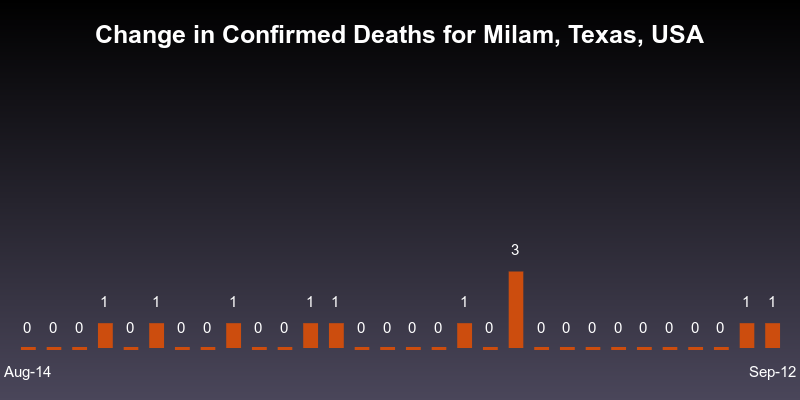 Change in Confirmed Deaths for Milam, Texas, USA
3
1 1 1 1 1 1 1 1
0 0 0 0 0 0 0 0 0 0 0 0 0 0 0 0 0 0 0 0 0
Aug-14 Sep-12